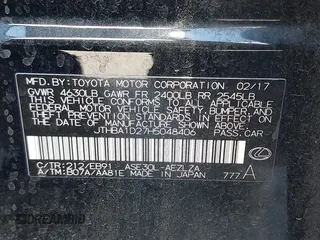 MFD. BY: TOYOTA MOTOR CORPORATION 02/17
GVWR 4630LB GAWR FR 2400LB RR 2545LB
THIS VEHICLE CONFORMS TO ALL APPLICABLE
FEDERAL MOTOR VEHICLE SAFETY, BUMPER, AND
THEFT PREVENTION STANDARDS IN EFFECT ON
THE DATE OF MANUFACTURE SHOWN ABOVE.
JTHBA1D27H5048406 PASS. CAR
C/TR:212/EB91 ASE30L-AEZLZA
A/TM:B07A/AA81E MADE IN JAPAN 777A